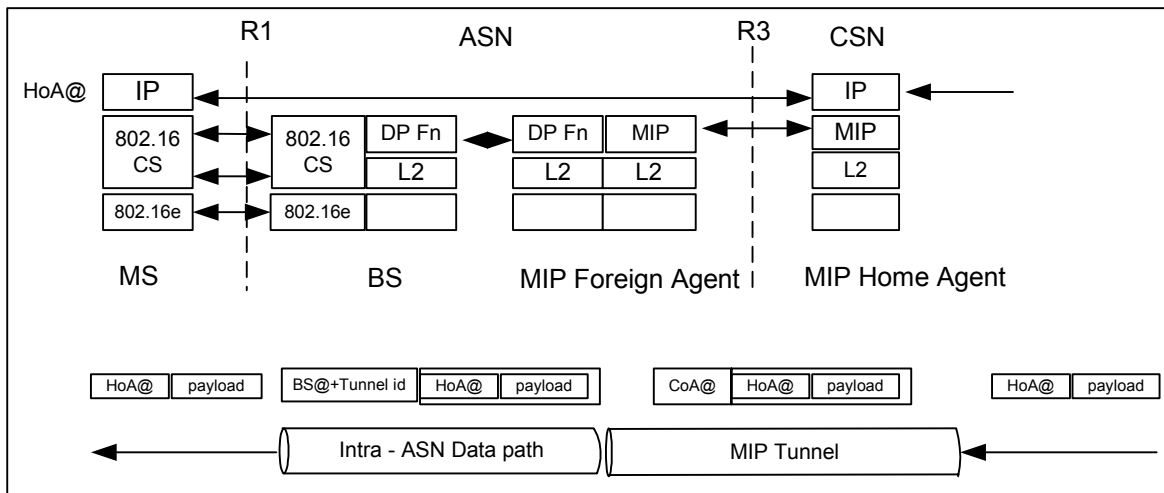 R1 ASN R3 CSN
HoA@ IP IP
802.16 CS 802.16 CS DP Fn DP Fn MIP MIP
L2 L2 L2 L2
802.16e 802.16e
MS BS MIP Foreign Agent MIP Home Agent
HoA@ payload BS@+Tunnel id HoA@ payload CoA@ HoA@ payload HoA@ payload
Intra - ASN Data path MIP Tunnel